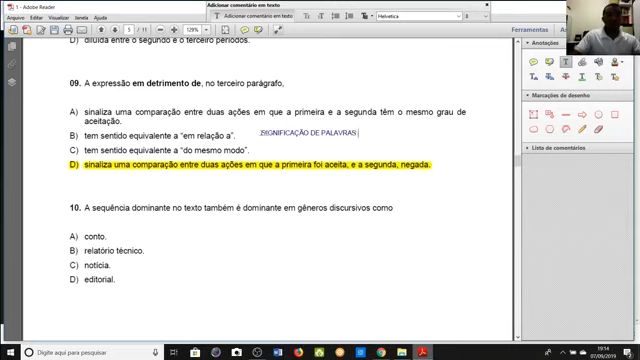 1 - Adobe Reader
Adicionar comentário em texto
Arquivo Editar Visualizar Janela Ajuda
Adicionar comentário em texto
Helvetica
8
5 / 11
129%
Ferramentas
D) diluída entre o segundo e o terceiro períodos.
Anotações
09. A expressão em detrimento de, no terceiro parágrafo,
Marcações de desenho
A) sinaliza uma comparação entre duas ações em que a primeira e a segunda têm o mesmo grau de
aceitação.
B) tem sentido equivalente a "em relação a".
SIGNIFICAÇÃO DE PALAVRAS
C) tem sentido equivalente a "do mesmo modo".
Lista de comentários
D) sinaliza uma comparação entre duas ações em que a primeira foi aceita, e a segunda, negada.
10. A sequência dominante no texto também é dominante em gêneros discursivos como
A) conto.
B) relatório técnico.
C) notícia.
D) editorial.
Digite aqui para pesquisar
19:14
07/09/2019